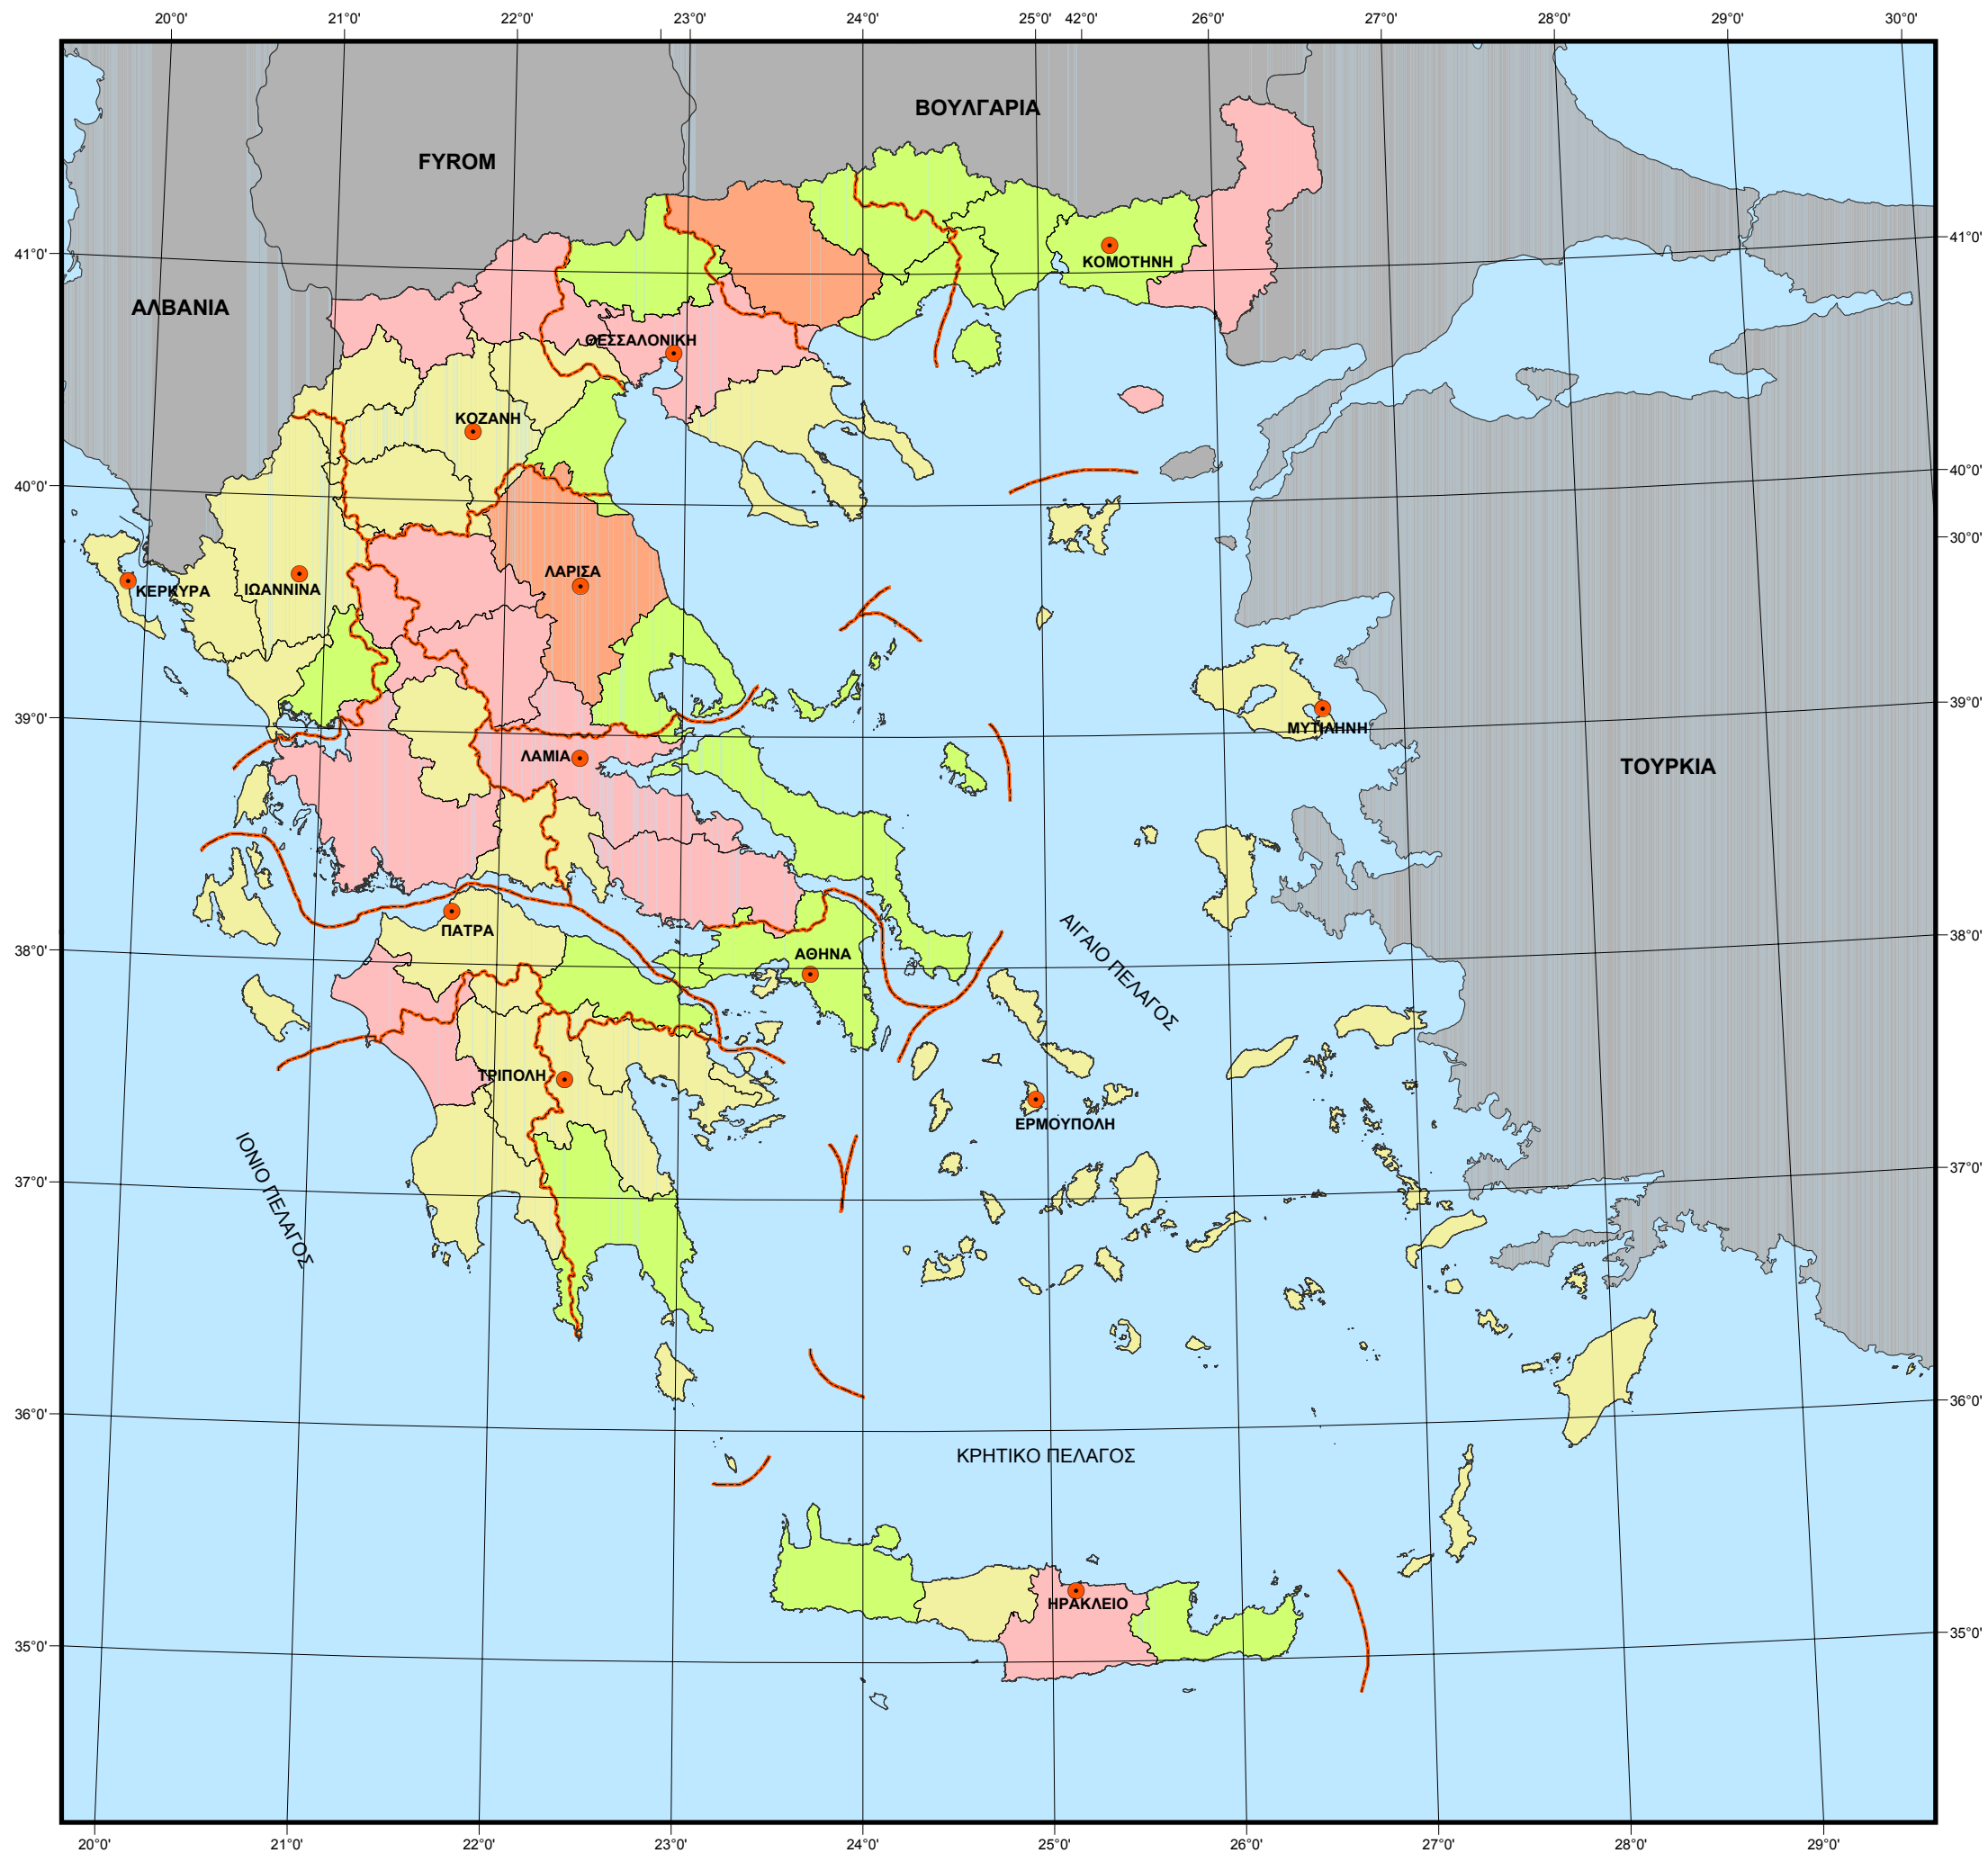 20°0' 21°0' 22°0' 23°0' 24°0' 25°0' 42°0' 26°0' 27°0' 28°0' 29°0' 30°0'
ΒΟΥΛΓΑΡΙΑ
FYROM
41°0' 41°0'
ΚΟΜΟΤΗΝΗ
ΑΛΒΑΝΙΑ
ΘΕΣΣΑΛΟΝΙΚΗ
ΚΟΖΑΝΗ
40°0' 40°0'
30°0'
ΛΑΡΙΣΑ
ΚΕΡΚΥΡΑ
ΙΩΑΝΝΙΝΑ
39°0' 39°0'
ΜΥΤΙΛΗΝΗ
ΛΑΜΙΑ
ΤΟΥΡΚΙΑ
ΠΑΤΡΑ
38°0' 38°0'
ΑΘΗΝΑ
ΑΙΓΑΙΟ ΠΕΛΑΓΟΣ
ΤΡΙΠΟΛΗ
ΕΡΜΟΥΠΟΛΗ
37°0' 37°0'
ΙΟΝΙΟ ΠΕΛΑΓΟΣ
36°0' 36°0'
ΚΡΗΤΙΚΟ ΠΕΛΑΓΟΣ
ΗΡΑΚΛΕΙΟ
35°0' 35°0'
20°0' 21°0' 22°0' 23°0' 24°0' 25°0' 26°0' 27°0' 28°0' 29°0'